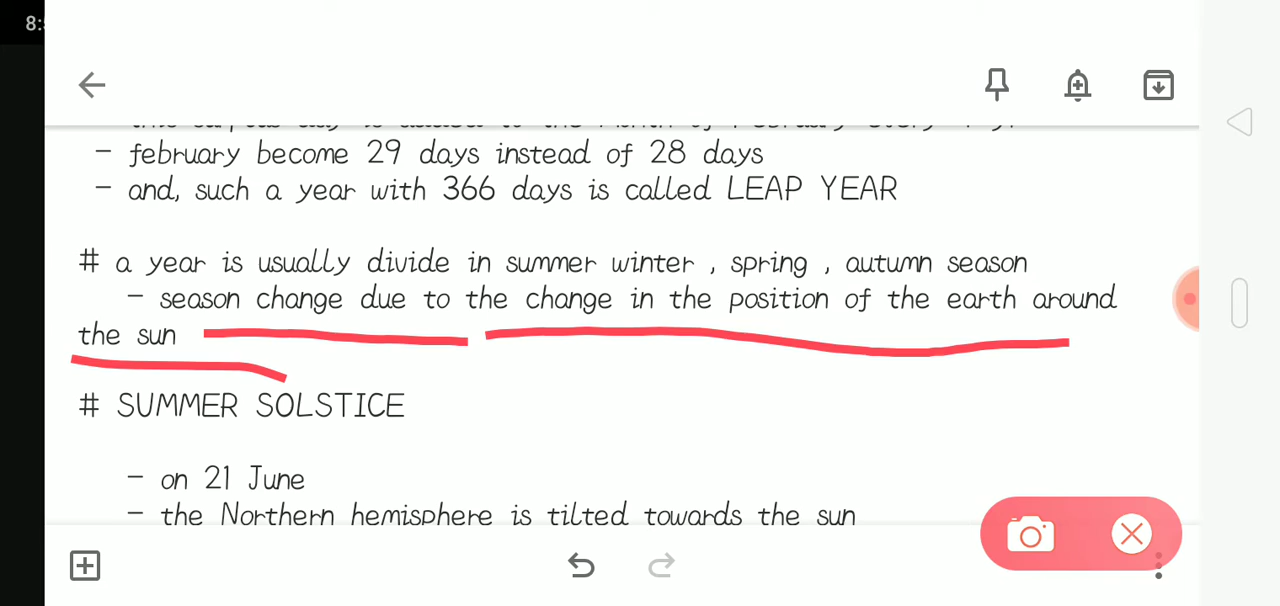 8:
- february become 29 days instead of 28 days
- and, such a year with 366 days is called LEAP YEAR
# a year is usually divide in summer winter , spring , autumn season
- season change due to the change in the position of the earth around
the sun
# SUMMER SOLSTICE
- on 21 June
- the Northern hemisphere is tilted towards the sun